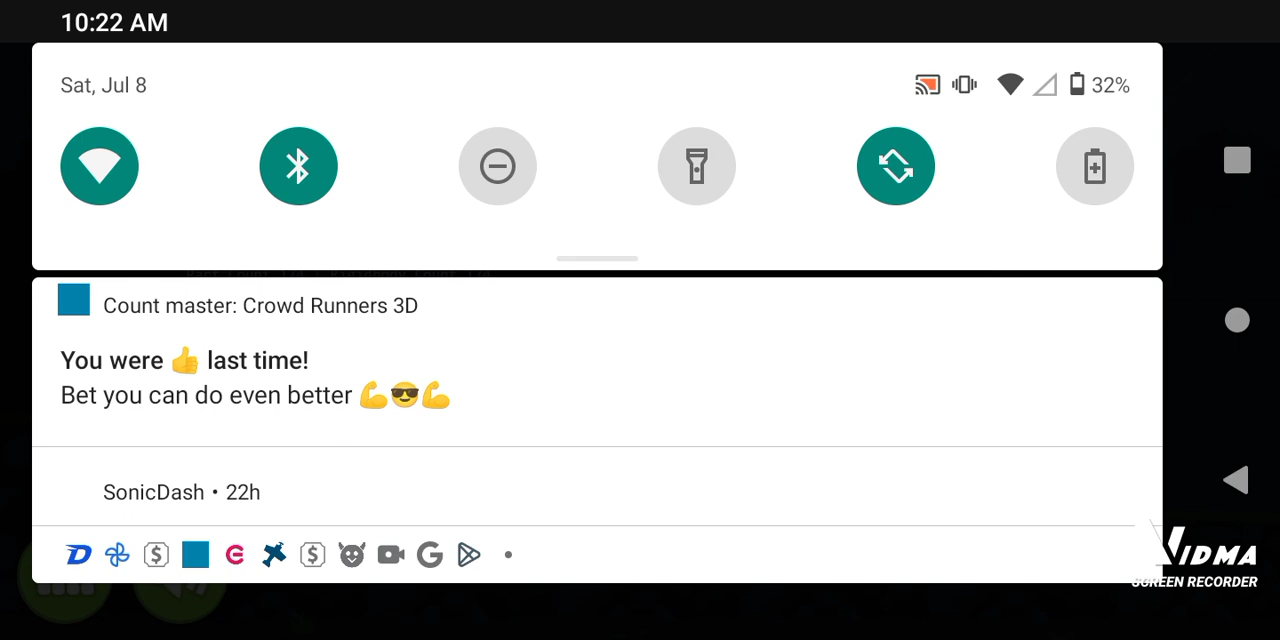 10:22 AM
Sat, Jul 8
32%
Count master: Crowd Runners 3D
You were 👍 last time!
Bet you can do even better 💪😎💪
SonicDash • 22h
VIDMA
SCREEN RECORDER